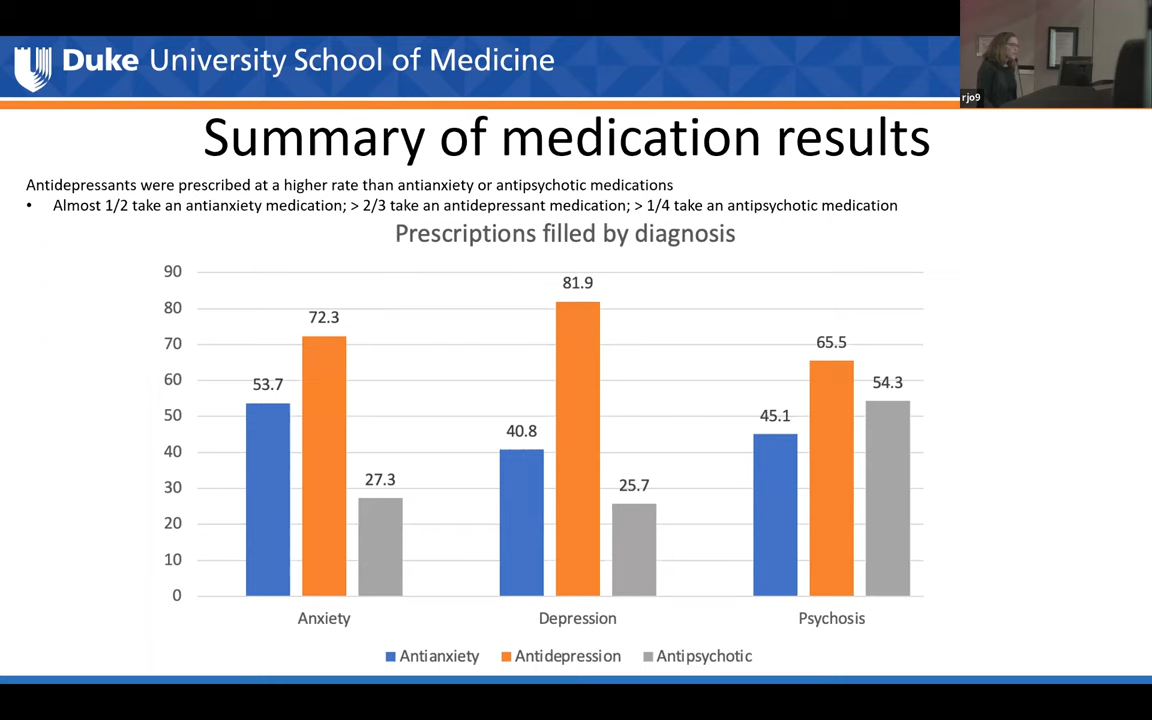 Duke University School of Medicine
rjo9
Summary of medication results
Antidepressants were prescribed at a higher rate than antianxiety or antipsychotic medications
• Almost 1/2 take an antianxiety medication; > 2/3 take an antidepressant medication; > 1/4 take an antipsychotic medication
Prescriptions filled by diagnosis
90
80
70
60
50
40
30
20
10
0
53.7
72.3
27.3
40.8
81.9
25.7
45.1
65.5
54.3
Anxiety
Depression
Psychosis
Antianxiety
Antidepression
Antipsychotic